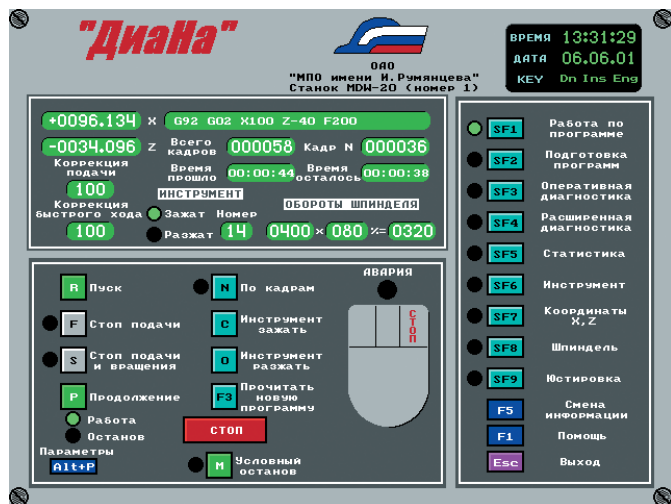 "ДиаНа"
ОАО
"МПО имени И.Румянцева"
Станок MDW-20 (номер 1)
ВРЕМЯ 13:31:29
ДАТА 06.06.01
KEY Dn Ins Eng
+0096.134 X G92 G02 X100 Z-40 F200
-0034.096 Z Всего кадров 000058 Кадр N 000036
Коррекция подачи
100
Время прошло 00:00:44 Время осталось 00:00:38
ИНСТРУМЕНТ
ОБОРОТЫ ШПИНДЕЛЯ
Коррекция быстрого хода
100
Зажат Номер
Разжат 14 0400 × 080 %= 0320
R Пуск
F Стоп подачи
S Стоп подачи и вращения
P Продолжение
Работа
Останов
Параметры
Alt+P
N По кадрам
C Инструмент зажать
O Инструмент разжать
F3 Прочитать новую программу
СТОП
M Условный останов
АВАРИЯ
СТОП
SF1 Работа по программе
SF2 Подготовка программ
SF3 Оперативная диагностика
SF4 Расширенная диагностика
SF5 Статистика
SF6 Инструмент
SF7 Координаты X,Z
SF8 Шпиндель
SF9 Юстировка
F5 Смена информации
F1 Помощь
Esc Выход